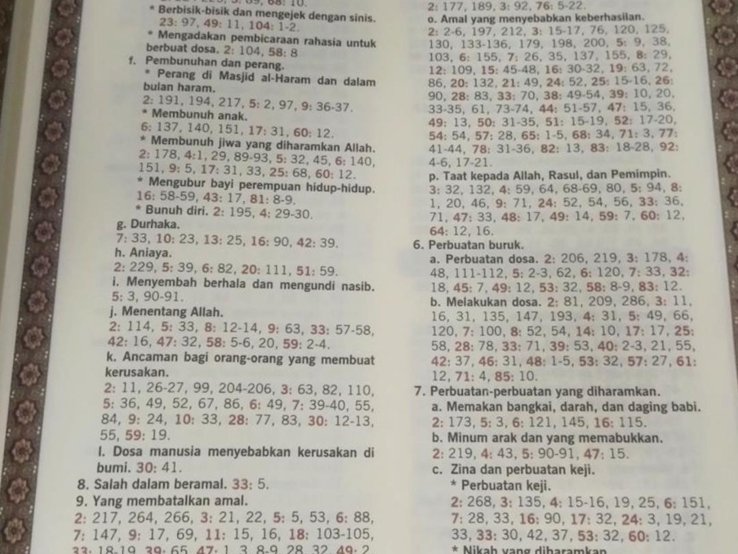 * Berbisik-bisik dan mengejek dengan sinis.
23: 97, 49: 11, 104: 1-2.
* Mengadakan pembicaraan rahasia untuk
berbuat dosa. 2: 104, 58: 8
f. Pembunuhan dan perang.
* Perang di Masjid al-Haram dan dalam
bulan haram.
2: 191, 194, 217, 5: 2, 97, 9: 36-37.
* Membunuh anak.
6: 137, 140, 151, 17: 31, 60: 12.
* Membunuh jiwa yang diharamkan Allah.
2: 178, 4:1, 29, 89-93, 5: 32, 45, 6: 140,
151, 9: 5, 17: 31, 33, 25: 68, 60: 12.
* Mengubur bayi perempuan hidup-hidup.
16: 58-59, 43: 17, 81: 8-9.
* Bunuh diri. 2: 195, 4: 29-30.
g. Durhaka.
7: 33, 10: 23, 13: 25, 16: 90, 42: 39.
h. Aniaya.
2: 229, 5: 39, 6: 82, 20: 111, 51: 59.
i. Menyembah berhala dan mengundi nasib.
5: 3, 90-91.
j. Menentang Allah.
2: 114, 5: 33, 8: 12-14, 9: 63, 33: 57-58,
42: 16, 47: 32, 58: 5-6, 20, 59: 2-4.
k. Ancaman bagi orang-orang yang membuat
kerusakan.
2: 11, 26-27, 99, 204-206, 3: 63, 82, 110,
5: 36, 49, 52, 67, 86, 6: 49, 7: 39-40, 55,
84, 9: 24, 10: 33, 28: 77, 83, 30: 12-13,
55, 59: 19.
l. Dosa manusia menyebabkan kerusakan di
bumi. 30: 41.
8. Salah dalam beramal. 33: 5.
9. Yang membatalkan amal.
2: 217, 264, 266, 3: 21, 22, 5: 5, 53, 6: 88,
7: 147, 9: 17, 69, 11: 15, 16, 18: 103-105,
33: 18-19, 39: 65, 47: 1, 3, 8-9, 28, 32, 49: 2
2: 177, 189, 3: 92, 76: 5-22.
o. Amal yang menyebabkan keberhasilan.
2: 2-6, 197, 212, 3: 15-17, 76, 120, 125,
130, 133-136, 179, 198, 200, 5: 9, 38,
103, 6: 155, 7: 26, 35, 137, 155, 8: 29,
12: 109, 15: 45-48, 16: 30-32, 19: 63, 72,
86, 20: 132, 21: 49, 24: 52, 25: 15-16, 26:
90, 28: 83, 33: 70, 38: 49-54, 39: 10, 20,
33-35, 61, 73-74, 44: 51-57, 47: 15, 36,
49: 13, 50: 31-35, 51: 15-19, 52: 17-20,
54: 54, 57: 28, 65: 1-5, 68: 34, 71: 3, 77:
41-44, 78: 31-36, 82: 13, 83: 18-28, 92:
4-6, 17-21.
p. Taat kepada Allah, Rasul, dan Pemimpin.
3: 32, 132, 4: 59, 64, 68-69, 80, 5: 94, 8:
1, 20, 46, 9: 71, 24: 52, 54, 56, 33: 36,
71, 47: 33, 48: 17, 49: 14, 59: 7, 60: 12,
64: 12, 16.
6. Perbuatan buruk.
a. Perbuatan dosa. 2: 206, 219, 3: 178, 4:
48, 111-112, 5: 2-3, 62, 6: 120, 7: 33, 32:
18, 45: 7, 49: 12, 53: 32, 58: 8-9, 83: 12.
b. Melakukan dosa. 2: 81, 209, 286, 3: 11,
16, 31, 135, 147, 193, 4: 31, 5: 49, 66,
120, 7: 100, 8: 52, 54, 14: 10, 17: 17, 25:
58, 28: 78, 33: 71, 39: 53, 40: 2-3, 21, 55,
42: 37, 46: 31, 48: 1-5, 53: 32, 57: 27, 61:
12, 71: 4, 85: 10.
7. Perbuatan-perbuatan yang diharamkan.
a. Memakan bangkai, darah, dan daging babi.
2: 173, 5: 3, 6: 121, 145, 16: 115.
b. Minum arak dan yang memabukkan.
2: 219, 4: 43, 5: 90-91, 47: 15.
c. Zina dan perbuatan keji.
* Perbuatan keji.
2: 268, 3: 135, 4: 15-16, 19, 25, 6: 151,
7: 28, 33, 16: 90, 17: 32, 24: 3, 19, 21,
33, 33: 30, 42: 37, 53: 32, 60: 12.
* Nikah yang diharamkan